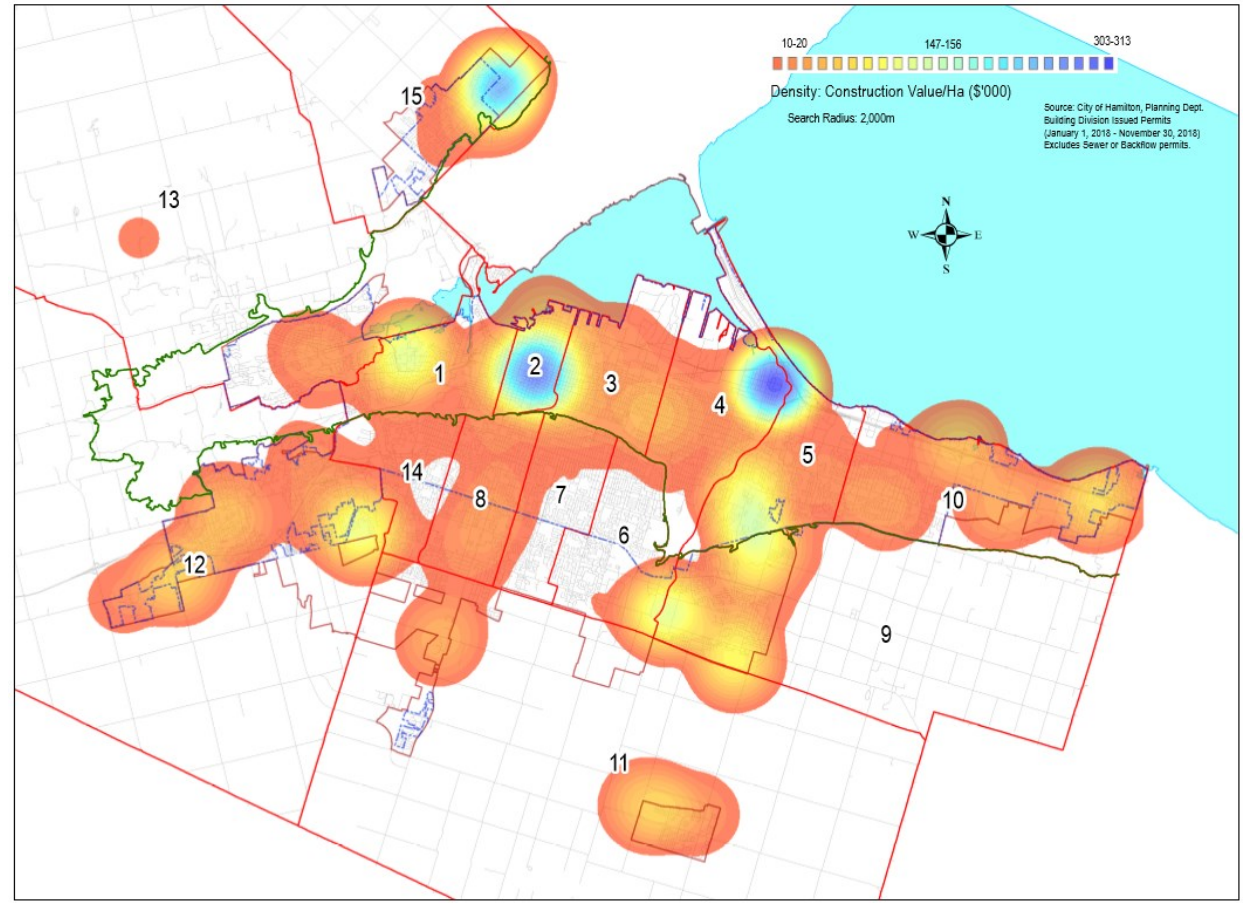 10-20 147-156 303-313
Density: Construction Value/Ha ($'000)
Search Radius: 2,000m
Source: City of Hamilton, Planning Dept.
Building Division Issued Permits
(January 1, 2018 - November 30, 2018)
Excludes Sewer or Backflow permits.
15
13
N
W E
S
2
1
3
4
5
14
8
7
10
6
12
9
11